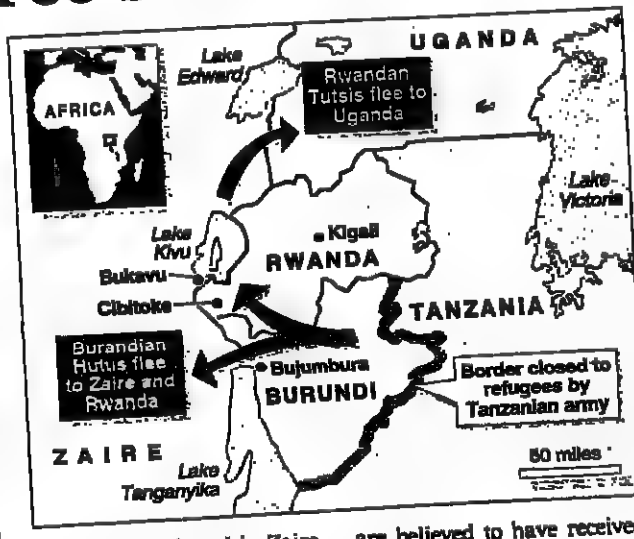 UGANDA
Lake
Edward
Rwandan
Tutsis flee to
Uganda
AFRICA
Lake
Victoria
Lake
Kivu
Kigali
RWANDA
Bukavu
Cibitoke
TANZANIA
Burandian
Hutus flee
to Zaire and
Rwanda
Bujumbura
BURUNDI
Border closed to
refugees by
Tanzanian army
ZAIRE
Lake
Tanganyika
50 miles
in Zaire
are believed to have receive